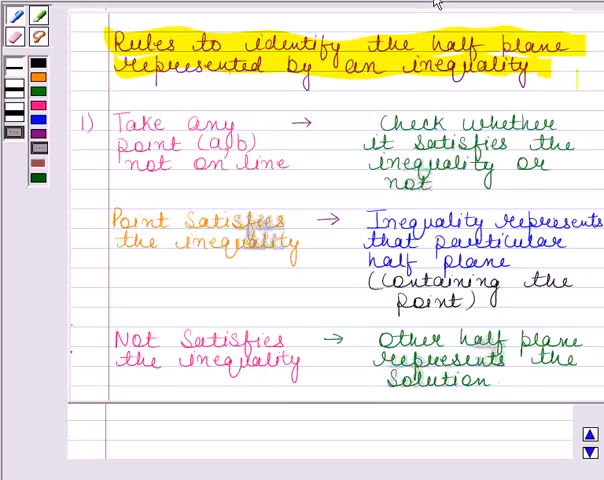 Rules to identify the half plane
represented by an inequality
1) Take any → Check whether
point (a,b) it satisfies the
not on line inequality or
not
Point Satisfies → Inequality represents
the inequality that particular
half plane
(Containing the
point)
Not Satisfies → Other half plane
the inequality represents the
Solution